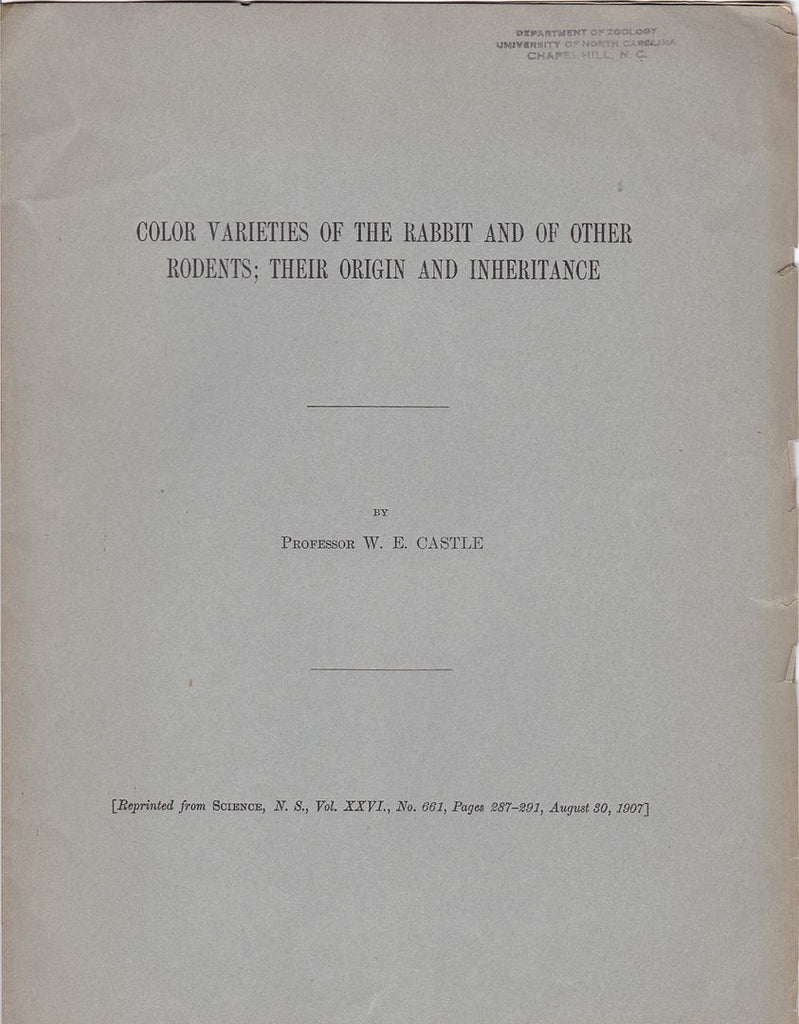 DEPARTMENT OF ZOOLOGY
UNIVERSITY OF NORTH CAROLINA
CHAPEL HILL, N. C.
COLOR VARIETIES OF THE RABBIT AND OF OTHER
RODENTS; THEIR ORIGIN AND INHERITANCE
BY
PROFESSOR W. E. CASTLE
[Reprinted from SCIENCE, N. S., Vol. XXVI., No. 661, Pages 287–291, August 30, 1907]